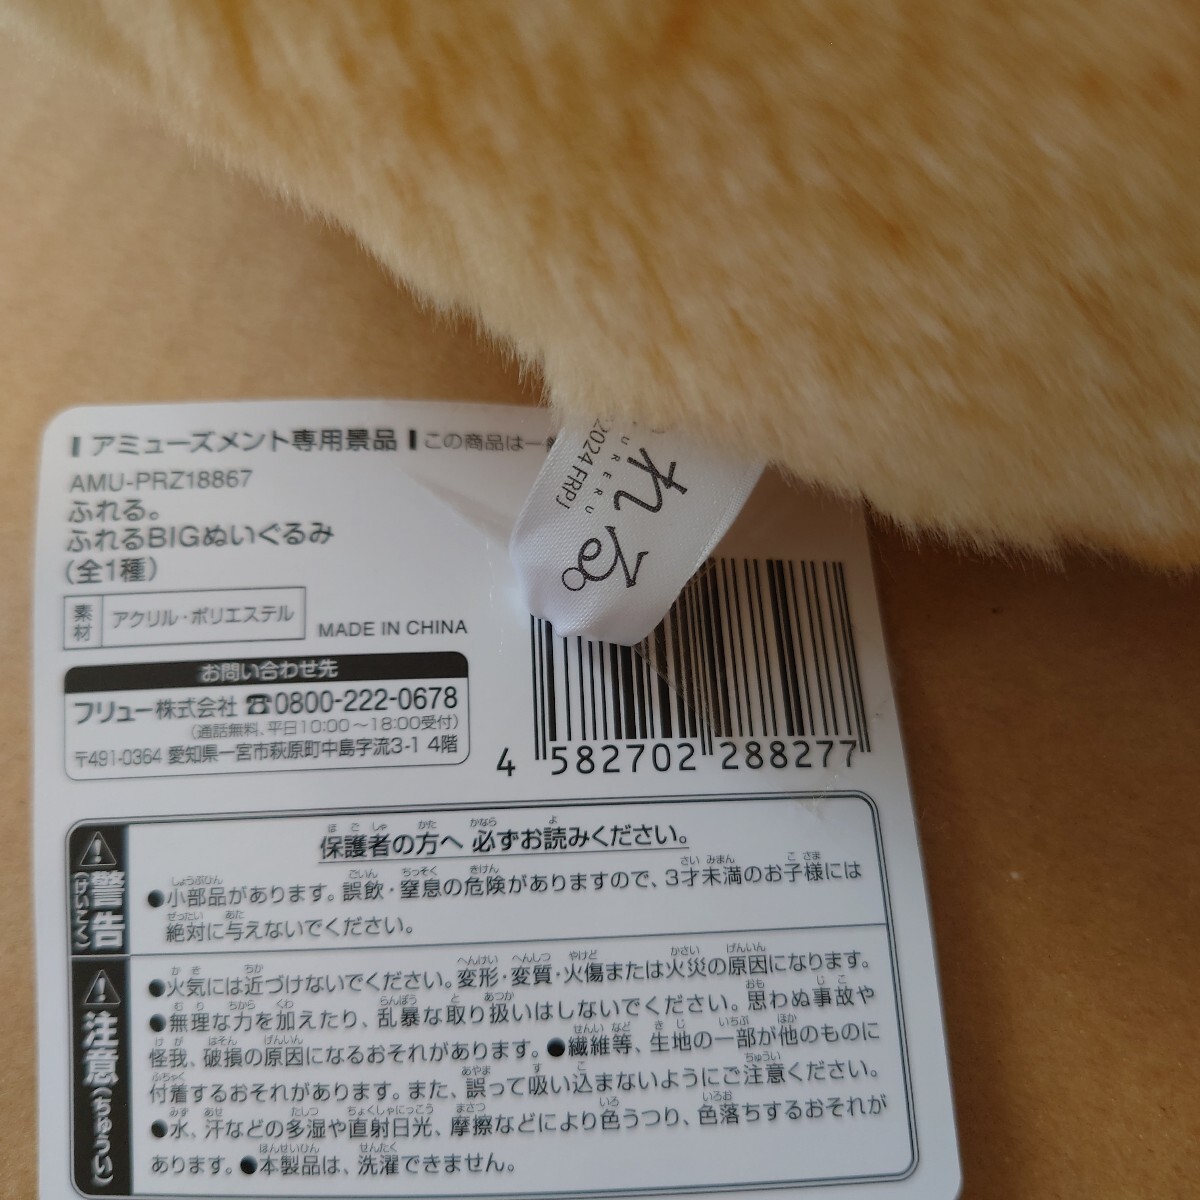 アミューズメント専用景品 この商品は一
AMU-PRZ18867
ふれる。
ふれるBIGぬいぐるみ
(全1種)
素材 アクリル・ポリエステル
MADE IN CHINA
お問い合わせ先
フリュー株式会社 ☎0800-222-0678
(通話無料、平日10:00〜18:00受付)
〒491-0364 愛知県一宮市萩原町中島字流3-1 4階
れる。
URERU
2024FRPJ
4 582702 288277
⚠警告(けいこく)
保護者の方へ 必ずお読みください。
●小部品があります。誤飲・窒息の危険がありますので、3才未満のお子様には
絶対に与えないでください。
⚠注意(ちゅうい)
●火気には近づけないでください。変形・変質・火傷または火災の原因になります。
●無理な力を加えたり、乱暴な取り扱いはしないでください。思わぬ事故や
怪我、破損の原因になるおそれがあります。●繊維等、生地の一部が他のものに
付着するおそれがあります。また、誤って吸い込まないようにご注意ください。
●水、汗などの多湿や直射日光、摩擦などにより色うつり、色落ちするおそれが
あります。●本製品は、洗濯できません。